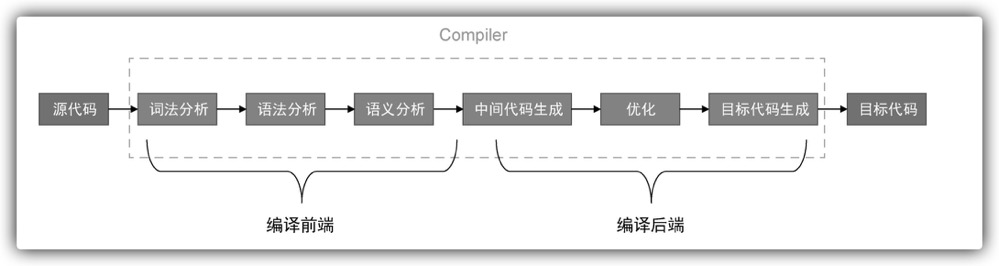 Compiler
源代码
词法分析
语法分析
语义分析
中间代码生成
优化
目标代码生成
目标代码
编译前端
编译后端